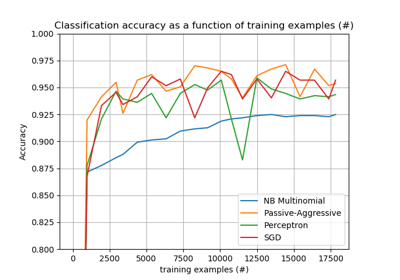 Classification accuracy as a function of training examples (#)
1.000
0.975
0.950
0.925
0.900
0.875
0.850
0.825
0.800
Accuracy
0
2500
5000
7500
10000
12500
15000
17500
training examples (#)
NB Multinomial
Passive-Aggressive
Perceptron
SGD